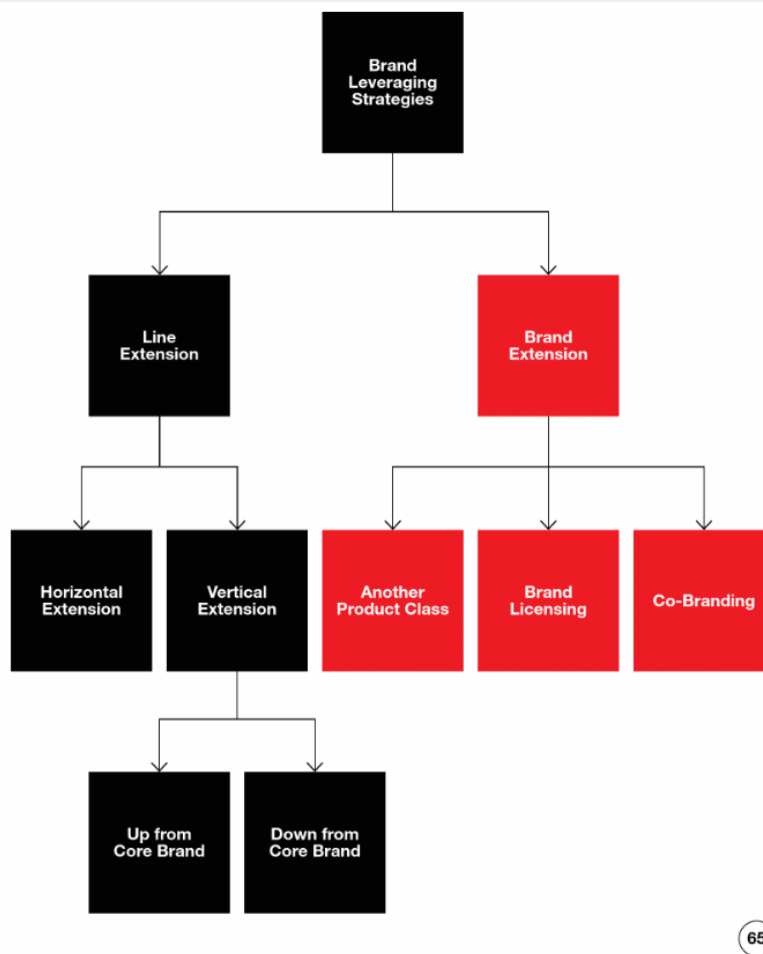 Brand
Leveraging
Strategies
Line
Extension
Brand
Extension
Horizontal
Extension
Vertical
Extension
Another
Product Class
Brand
Licensing
Co-Branding
Up from
Core Brand
Down from
Core Brand
65